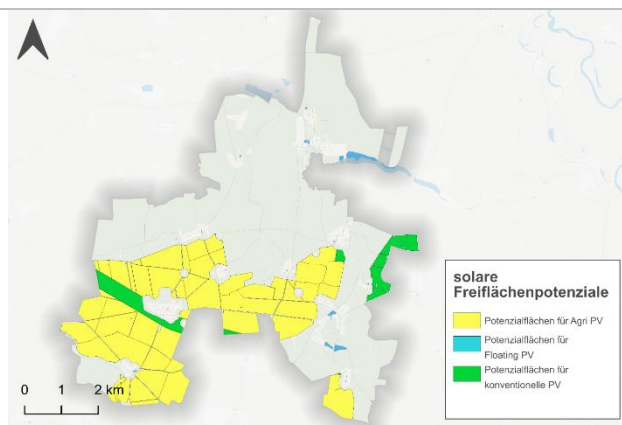 solare
Freiflächenpotenziale
Potenzialflächen für Agri PV
Potenzialflächen für
Floating PV
Potenzialflächen für
konventionelle PV
0 1 2 km